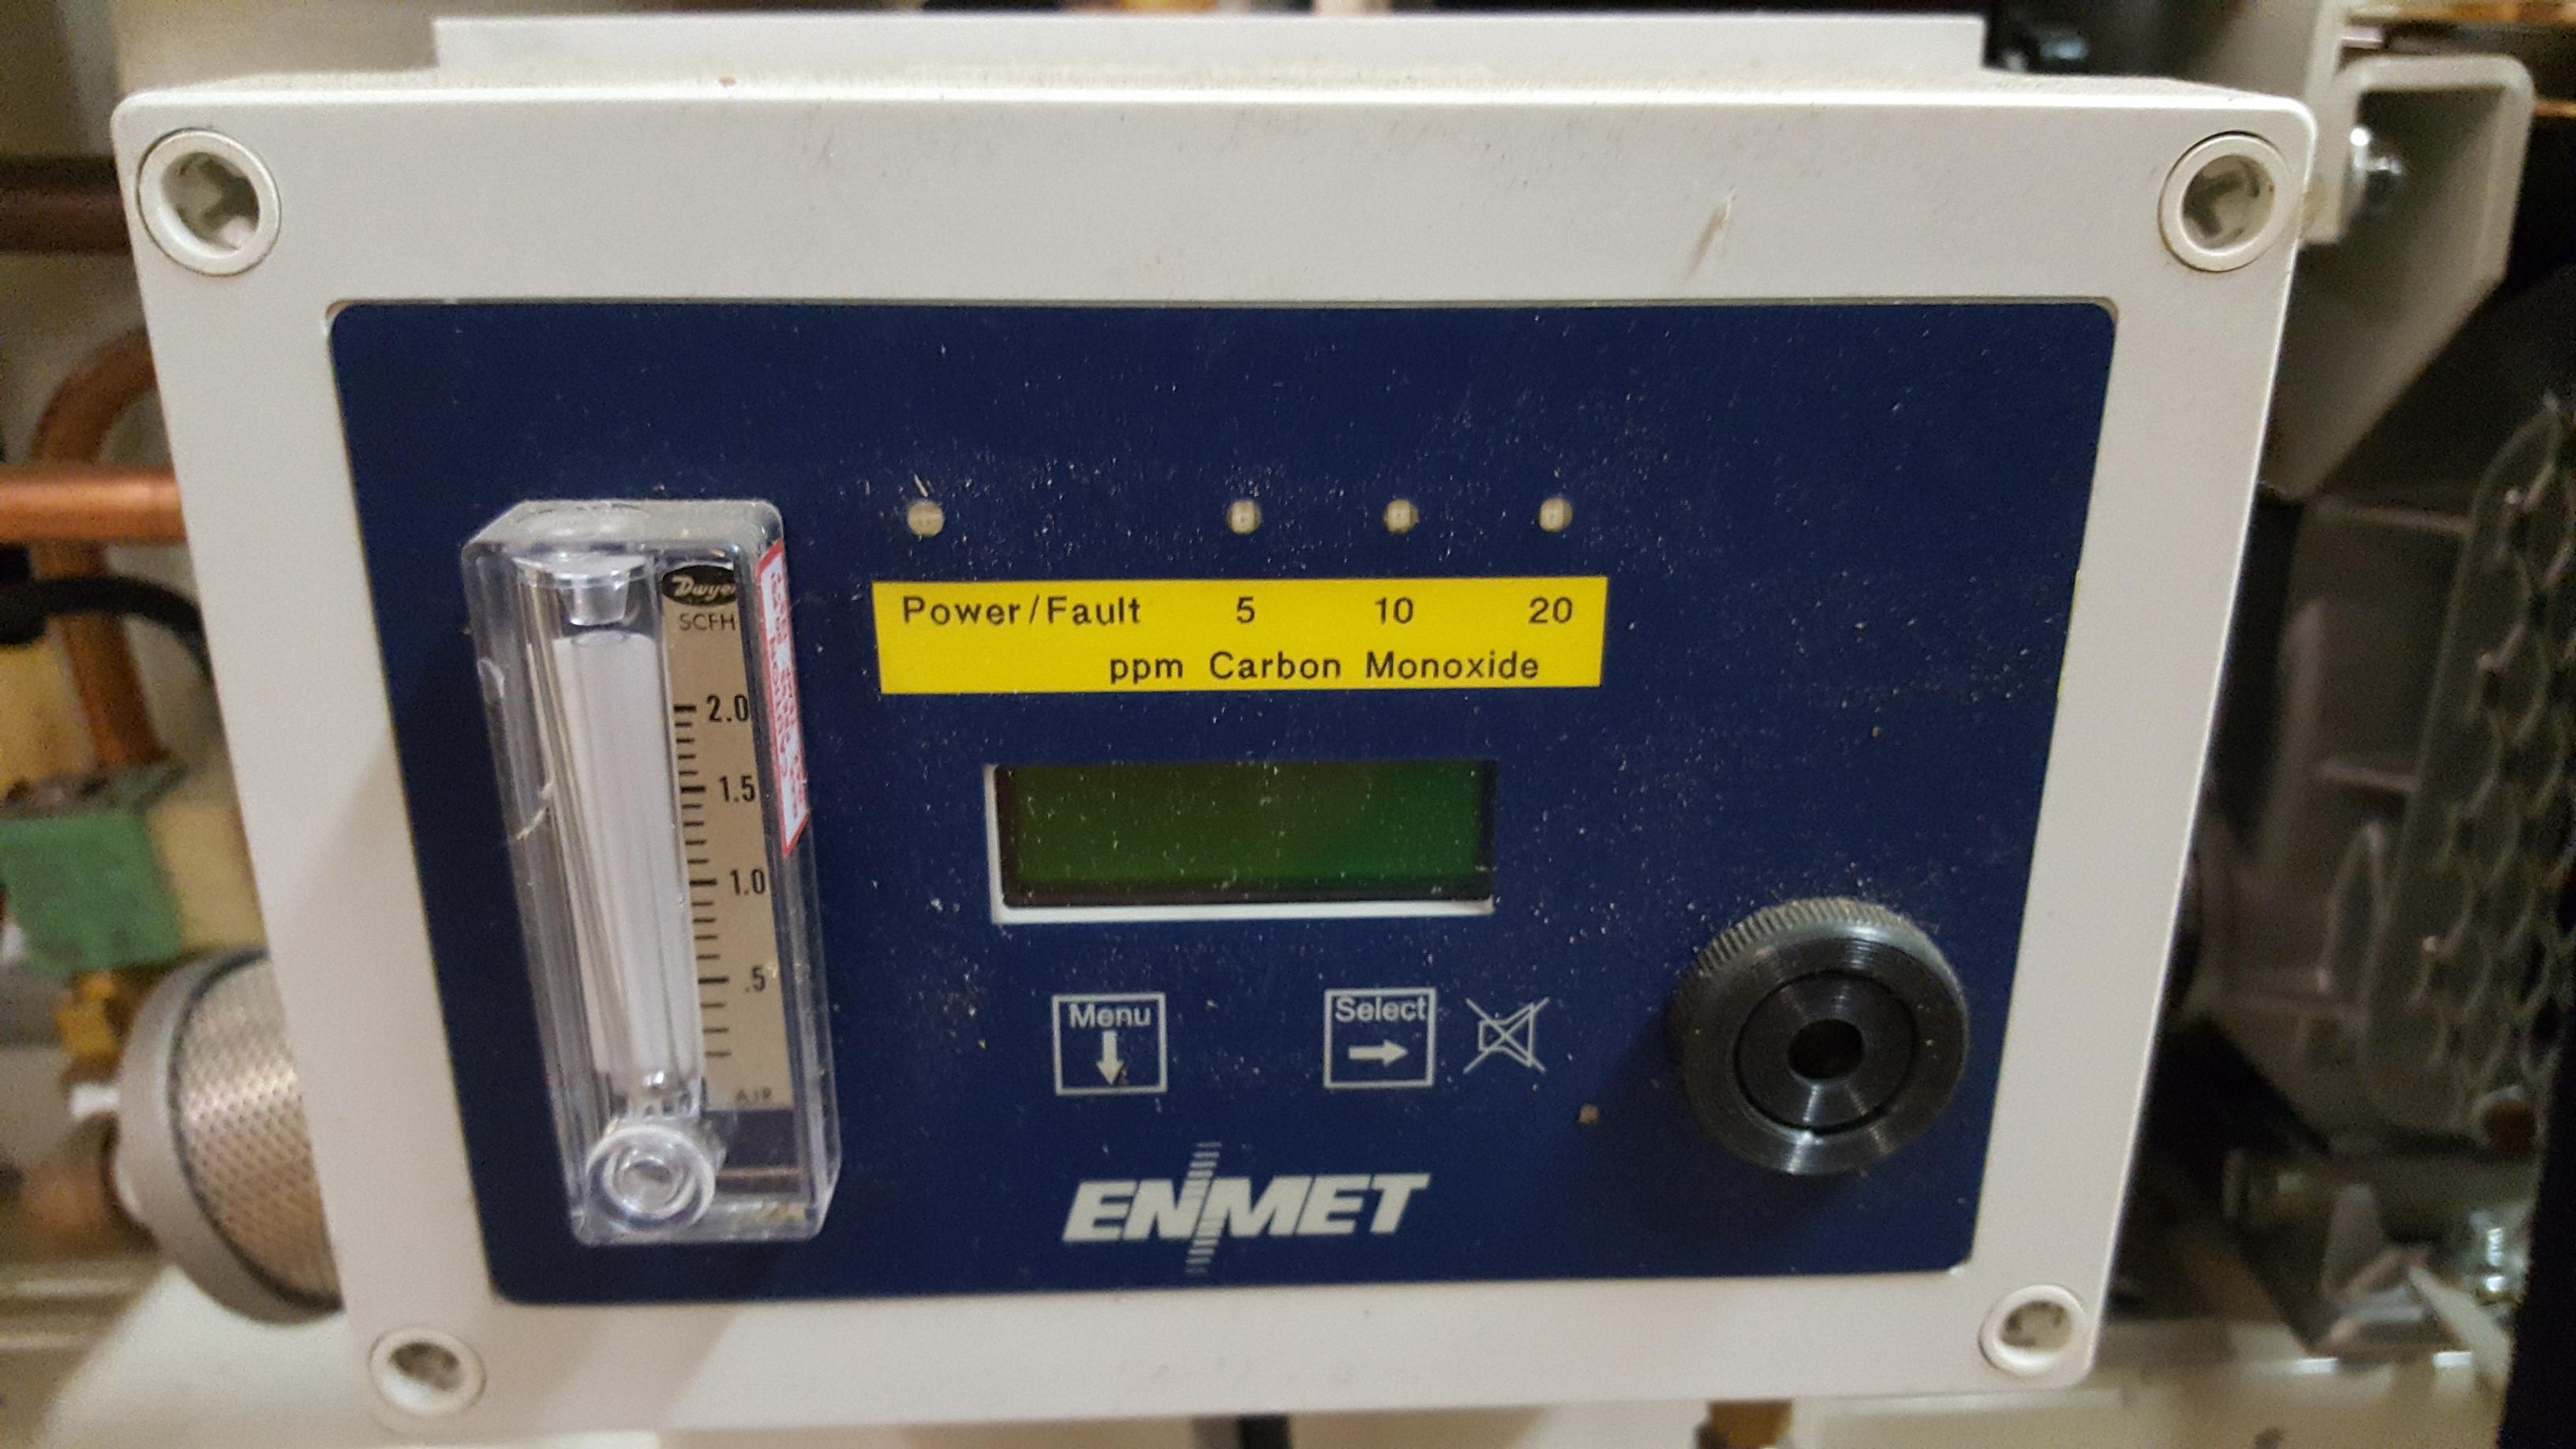 Dwyer
SCFH
2.0
1.5
1.0
.5
AIR
Power/Fault 5 10 20
ppm Carbon Monoxide
Menu
Select
ENMET